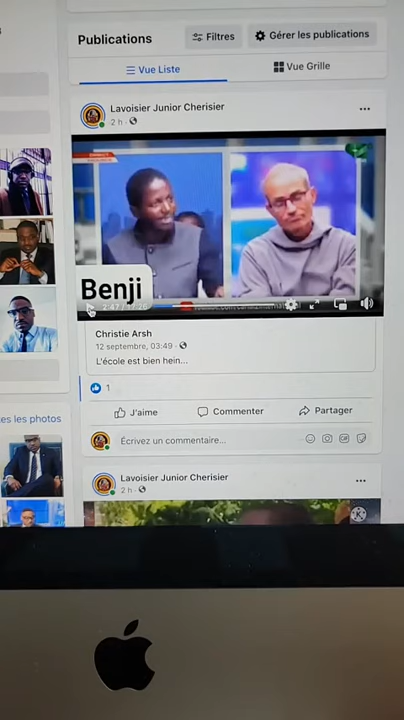 Publications
Filtres
Gérer les publications
Vue Liste
Vue Grille
Lavoisier Junior Cherisier
2 h
Benji
Christie Arsh
12 septembre, 03:49
L'école est bien hein...
1
tes les photos
J'aime
Commenter
Partager
Écrivez un commentaire...
Lavoisier Junior Cherisier
2 h